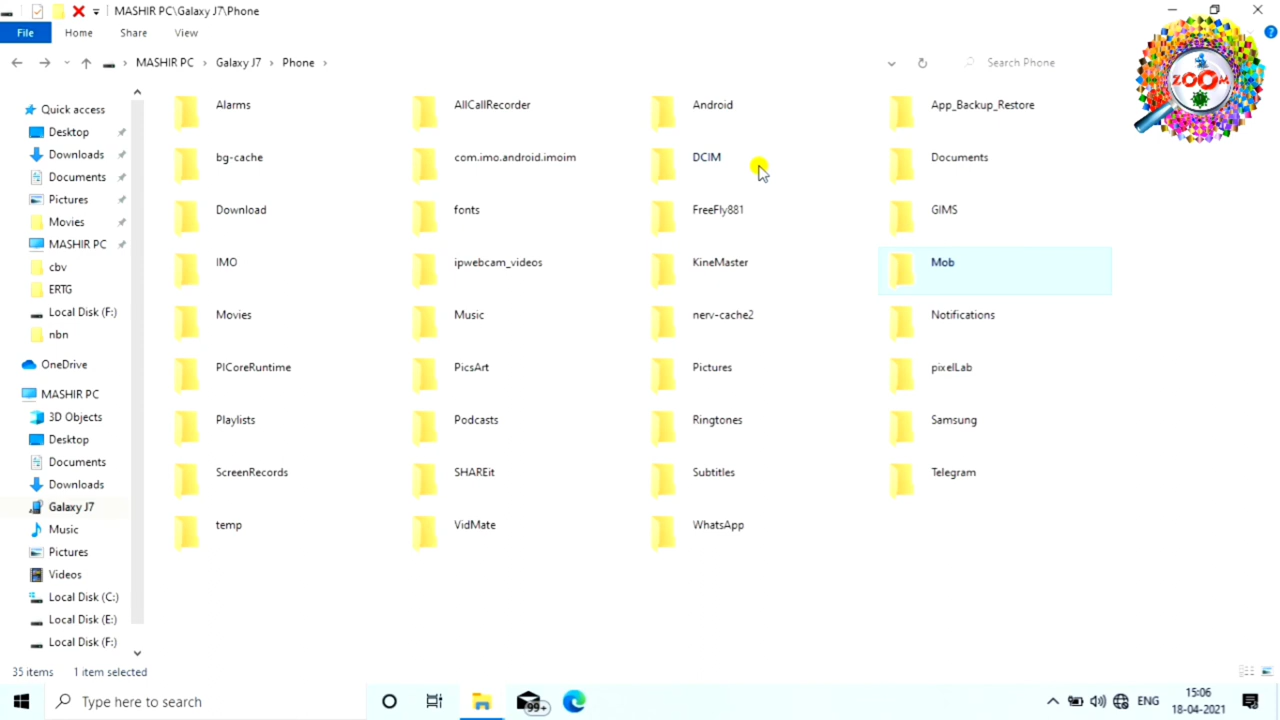 MASHIR PC\Galaxy J7\Phone
File Home Share View
MASHIR PC Galaxy J7 Phone
Search Phone
ZOOM
Quick access
Desktop
Downloads
Documents
Pictures
Movies
MASHIR PC
cbv
ERTG
Local Disk (F:)
nbn
OneDrive
MASHIR PC
3D Objects
Desktop
Documents
Downloads
Galaxy J7
Music
Pictures
Videos
Local Disk (C:)
Local Disk (E:)
Local Disk (F:)
Alarms AllCallRecorder Android App_Backup_Restore
bg-cache com.imo.android.imoim DCIM Documents
Download fonts FreeFly881 GIMS
IMO ipwebcam_videos KineMaster Mob
Movies Music nerv-cache2 Notifications
PICoreRuntime PicsArt Pictures pixelLab
Playlists Podcasts Ringtones Samsung
ScreenRecords SHAREit Subtitles Telegram
temp VidMate WhatsApp
35 items 1 item selected
Type here to search
99+
ENG
15:06
18-04-2021